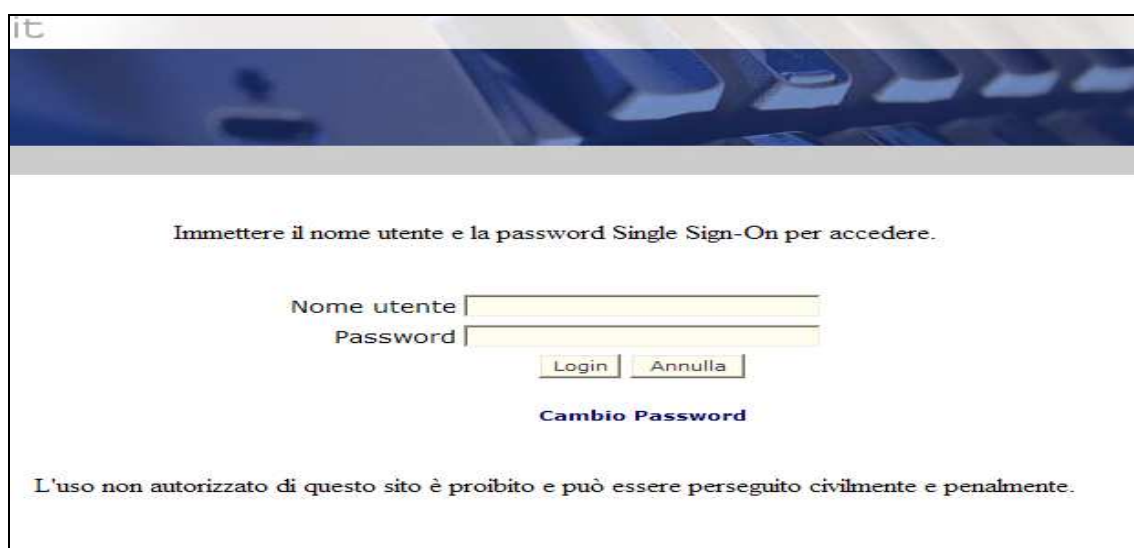 it
Immettere il nome utente e la password Single Sign-On per accedere.
Nome utente
Password
Login Annulla
Cambio Password
L'uso non autorizzato di questo sito è proibito e può essere perseguito civilmente e penalmente.